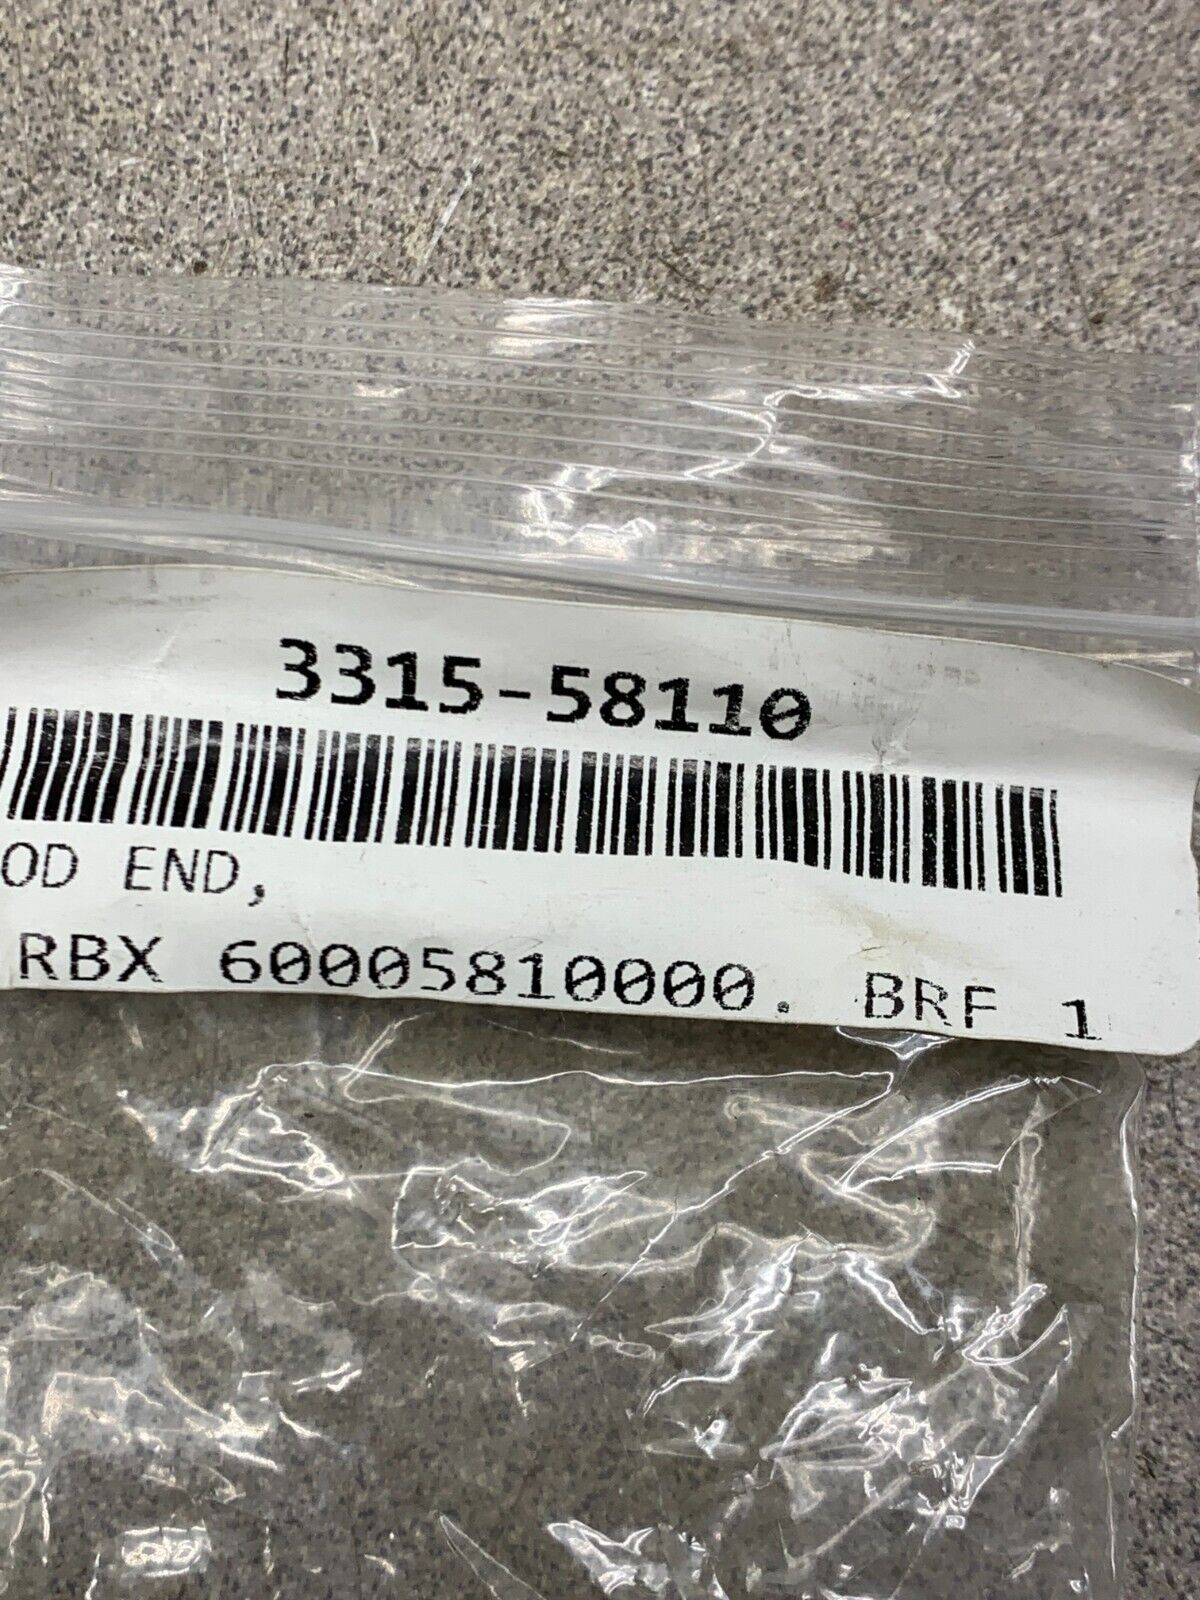 3315-58110
OD END,
RBX 60005810000. BRF 1